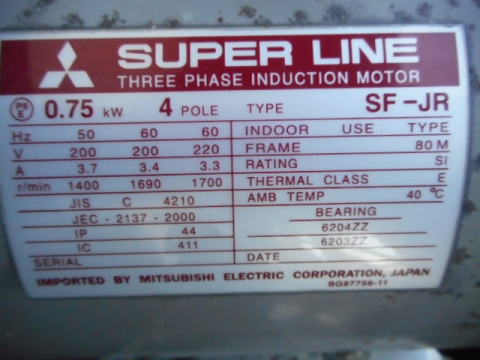 SUPER LINE
THREE PHASE INDUCTION MOTOR
PS E 0.75 kW 4 POLE TYPE SF-JR
Hz 50 60 60
V 200 200 220
A 3.7 3.4 3.3
r/min 1400 1690 1700
JIS C 4210
JEC-2137-2000
IP 44
IC 411
SERIAL
INDOOR USE TYPE
FRAME 80M
RATING SI
THERMAL CLASS E
AMB TEMP 40 °C
BEARING
6204ZZ
6203ZZ
DATE
IMPORTED BY MITSUBISHI ELECTRIC CORPORATION, JAPAN
BG97758-11